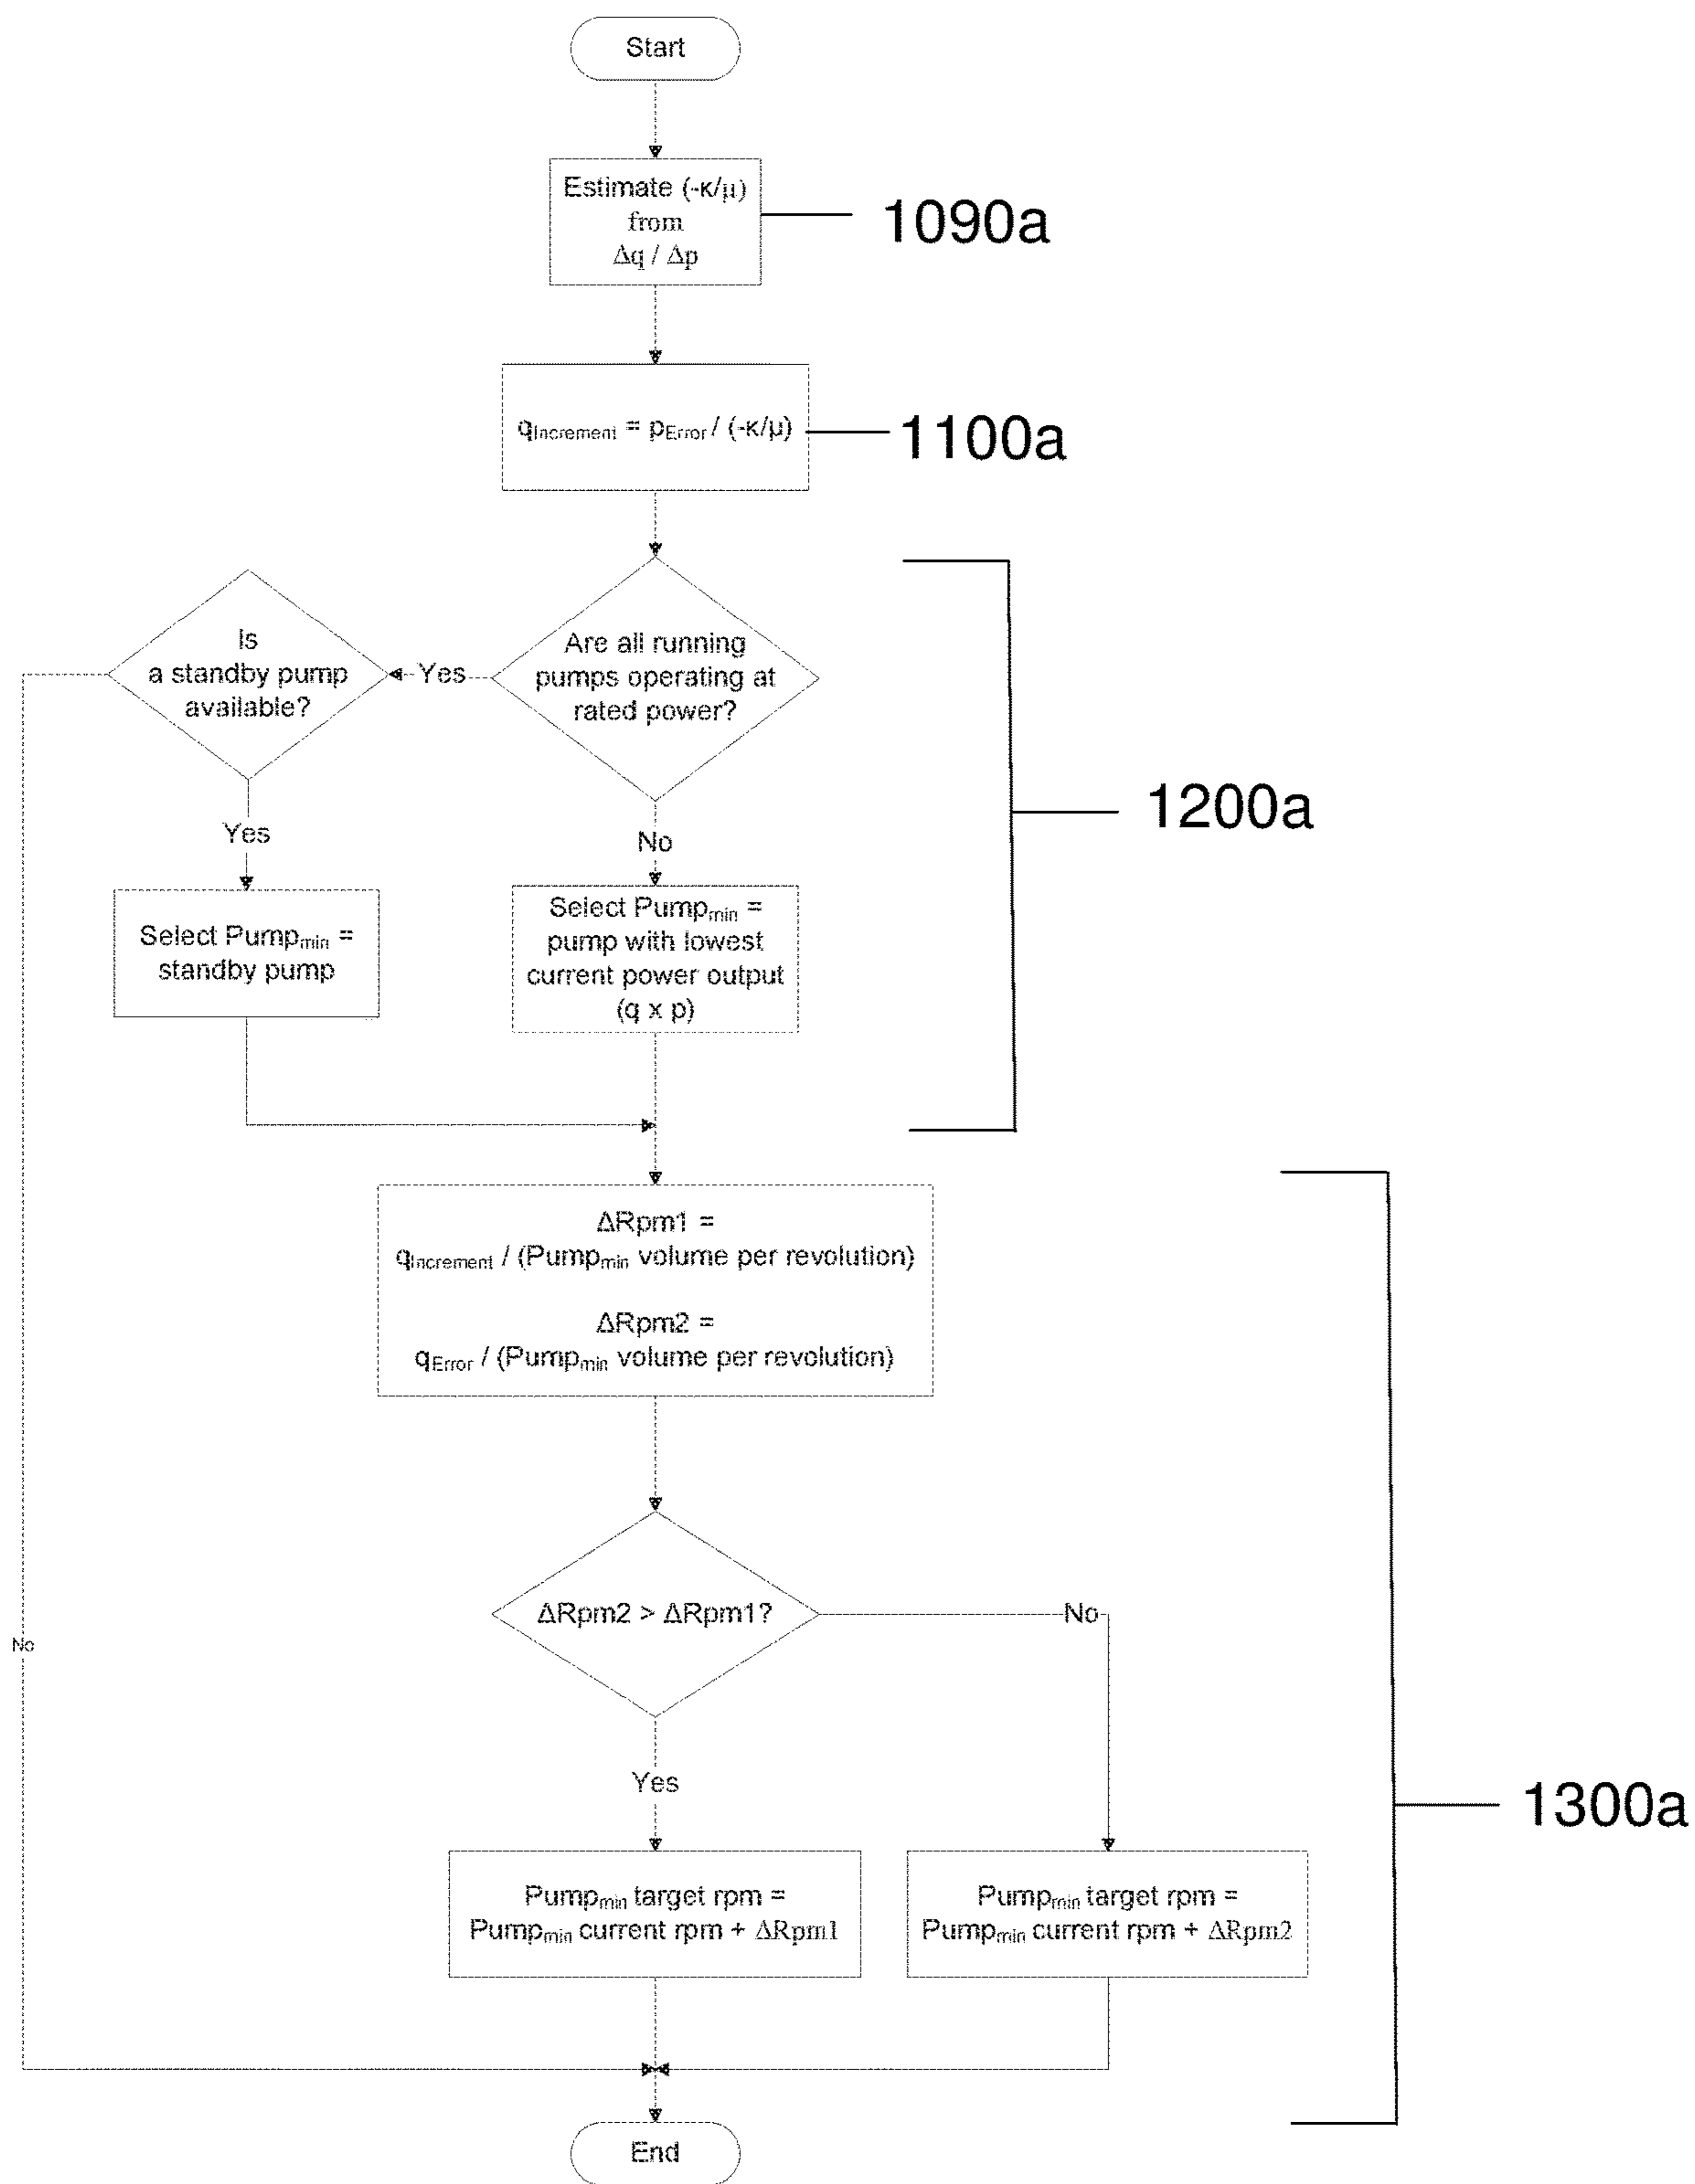 Start
Estimate (-κ/μ)
from
Δq / Δp
1090a
qIncrement = pError / (-κ/μ)
1100a
Is
a standby pump
available?
Yes
Are all running
pumps operating at
rated power?
1200a
Yes
No
Select Pumpmin =
standby pump
Select Pumpmin =
pump with lowest
current power output
(q x p)
ΔRpm1 =
qIncrement / (Pumpmin volume per revolution)
ΔRpm2 =
qError / (Pumpmin volume per revolution)
ΔRpm2 > ΔRpm1?
No
No
Yes
1300a
Pumpmin target rpm =
Pumpmin current rpm + ΔRpm1
Pumpmin target rpm =
Pumpmin current rpm + ΔRpm2
End